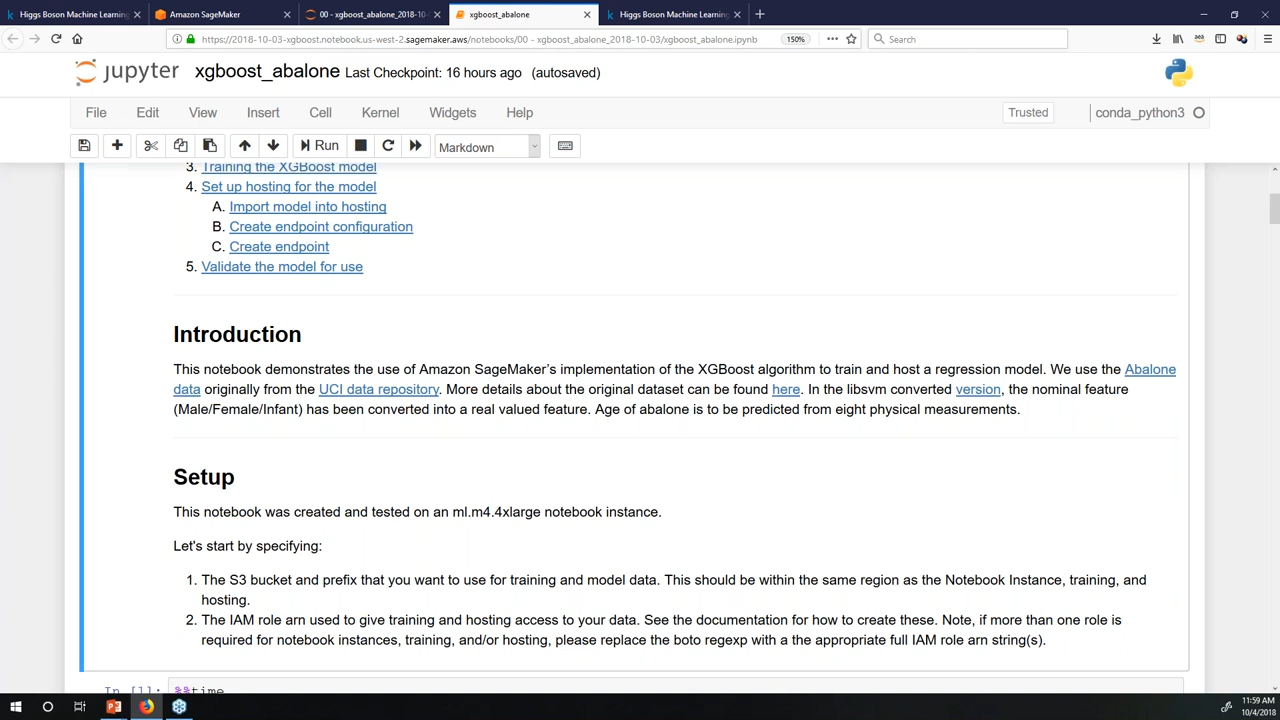 Higgs Boson Machine Learning
Amazon SageMaker
00 - xgboost_abalone_2018-10-
xgboost_abalone
Higgs Boson Machine Learning
https://2018-10-03-xgboost.notebook.us-west-2.sagemaker.aws/notebooks/00 - xgboost_abalone_2018-10-03/xgboost_abalone.ipynb
150%
Search
jupyter
xgboost_abalone Last Checkpoint: 16 hours ago (autosaved)
File Edit View Insert Cell Kernel Widgets Help
Trusted
conda_python3
Run
Markdown
3. Training the XGBoost model
4. Set up hosting for the model
A. Import model into hosting
B. Create endpoint configuration
C. Create endpoint
5. Validate the model for use
Introduction
This notebook demonstrates the use of Amazon SageMaker's implementation of the XGBoost algorithm to train and host a regression model. We use the Abalone
data originally from the UCI data repository. More details about the original dataset can be found here. In the libsvm converted version, the nominal feature
(Male/Female/Infant) has been converted into a real valued feature. Age of abalone is to be predicted from eight physical measurements.
Setup
This notebook was created and tested on an ml.m4.4xlarge notebook instance.
Let's start by specifying:
1. The S3 bucket and prefix that you want to use for training and model data. This should be within the same region as the Notebook Instance, training, and
hosting.
2. The IAM role arn used to give training and hosting access to your data. See the documentation for how to create these. Note, if more than one role is
required for notebook instances, training, and/or hosting, please replace the boto regexp with a the appropriate full IAM role arn string(s).
In [1]: %%time
11:59 AM
10/4/2018